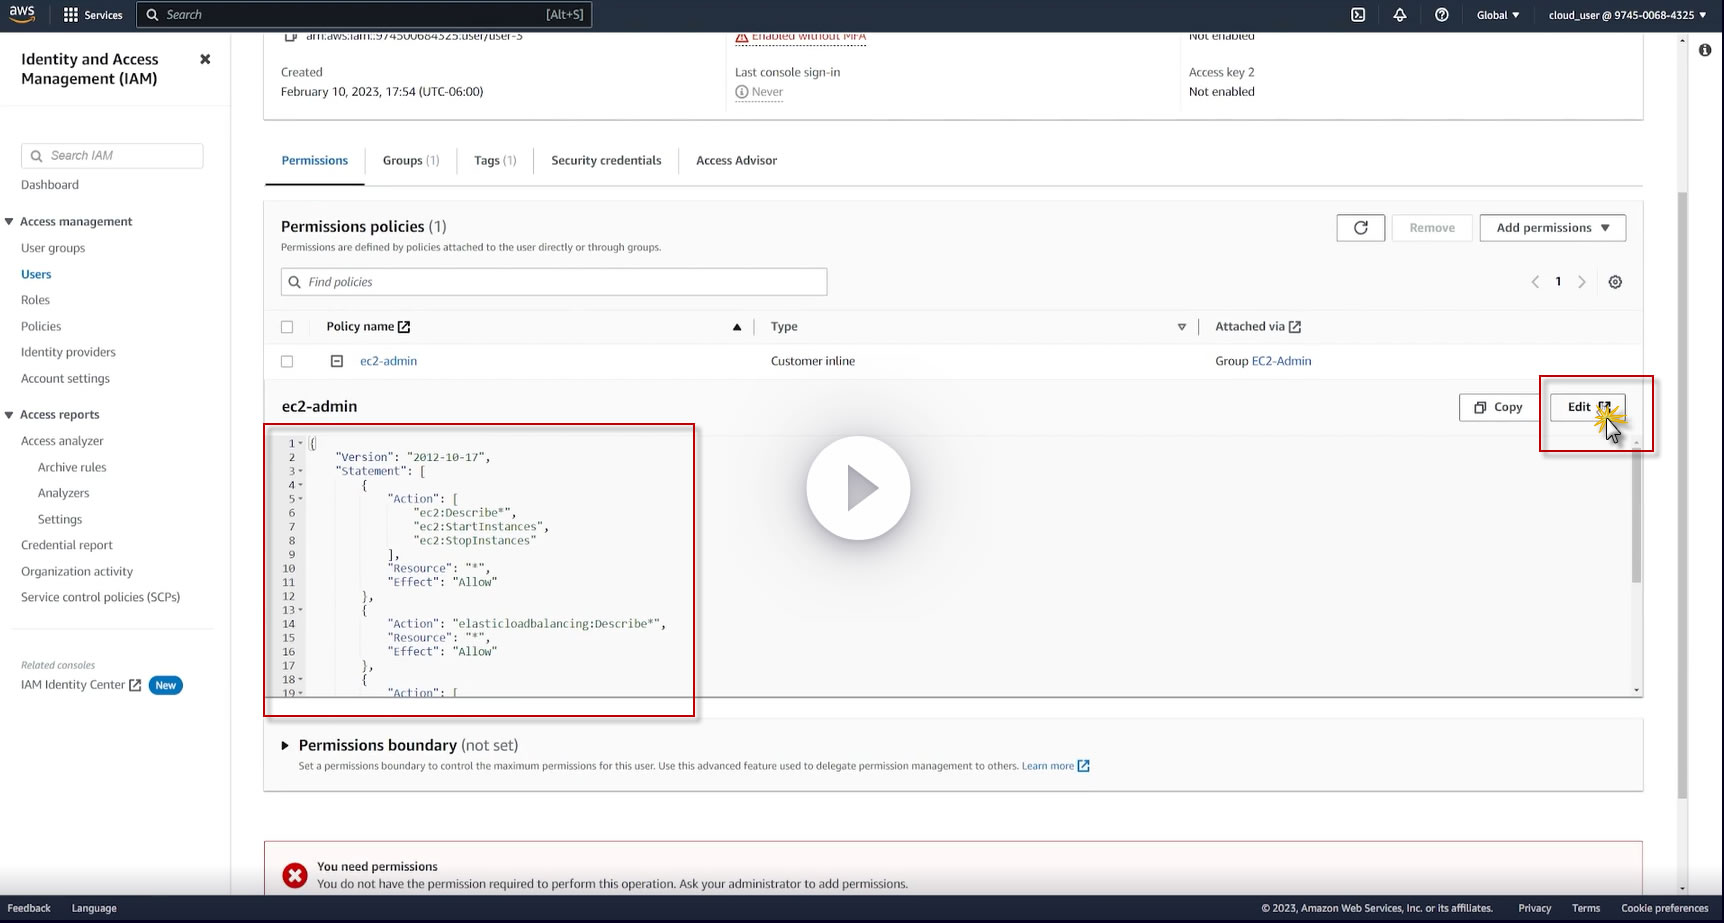 aws
Services
Search
[Alt+S]
Global
cloud_user @ 9745-0068-4325
Identity and Access
Management (IAM)
Search IAM
Dashboard
Access management
User groups
Users
Roles
Policies
Identity providers
Account settings
Access reports
Access analyzer
Archive rules
Analyzers
Settings
Credential report
Organization activity
Service control policies (SCPs)
Related consoles
IAM Identity Center New
arn:aws:iam::974500684325:user/user-3
Enabled without MFA
Not enabled
Created
February 10, 2023, 17:54 (UTC-06:00)
Last console sign-in
Never
Access key 2
Not enabled
Permissions
Groups (1)
Tags (1)
Security credentials
Access Advisor
Permissions policies (1)
Permissions are defined by policies attached to the user directly or through groups.
Remove
Add permissions
Find policies
1
Policy name
Type
Attached via
ec2-admin
Customer inline
Group EC2-Admin
ec2-admin
Copy
Edit
1 {
2 "Version": "2012-10-17",
3 "Statement": [
4 {
5 "Action": [
6 "ec2:Describe*",
7 "ec2:StartInstances",
8 "ec2:StopInstances"
9 ],
10 "Resource": "*",
11 "Effect": "Allow"
12 },
13 {
14 "Action": "elasticloadbalancing:Describe*",
15 "Resource": "*",
16 "Effect": "Allow"
17 },
18 {
19 "Action": [
Permissions boundary (not set)
Set a permissions boundary to control the maximum permissions for this user. Use this advanced feature used to delegate permission management to others. Learn more
You need permissions
You do not have the permission required to perform this operation. Ask your administrator to add permissions.
Feedback
Language
© 2023, Amazon Web Services, Inc. or its affiliates.
Privacy
Terms
Cookie preferences